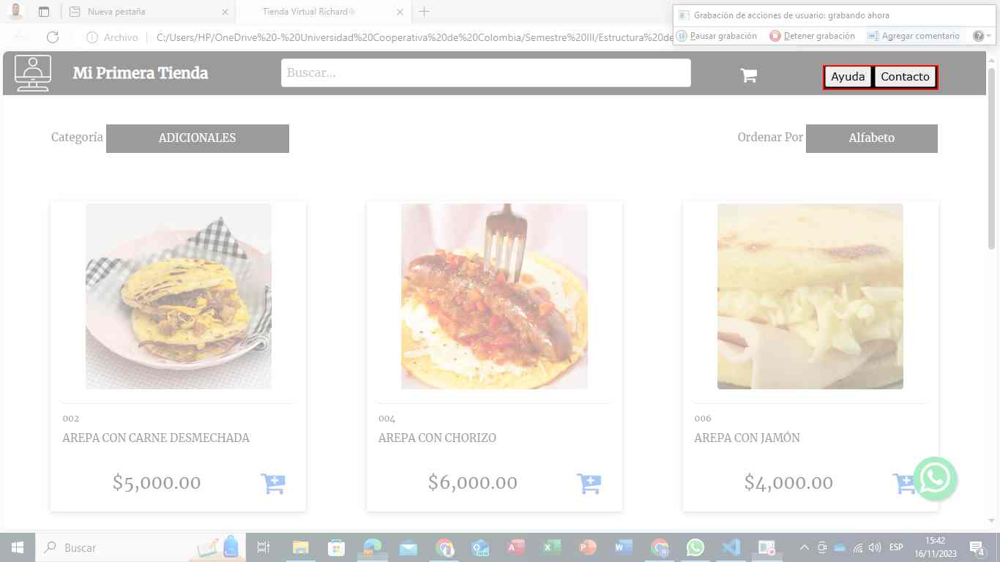 Nueva pestaña
Tienda Virtual Richard
Grabación de acciones de usuario: grabando ahora
Pausar grabación
Detener grabación
Agregar comentario
Archivo
C:/Users/HP/OneDrive%20-%20Universidad%20Cooperativa%20de%20Colombia/Semestre%20III/Estructura%20de
Mi Primera Tienda
Buscar...
Ayuda
Contacto
Categoría
ADICIONALES
Ordenar Por
Alfabeto
002
AREPA CON CARNE DESMECHADA
$5,000.00
004
AREPA CON CHORIZO
$6,000.00
006
AREPA CON JAMÓN
$4,000.00
Buscar
ESP
15:42
16/11/2023
4